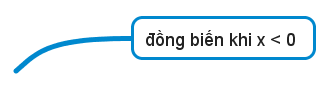 đồng biến khi x < 0